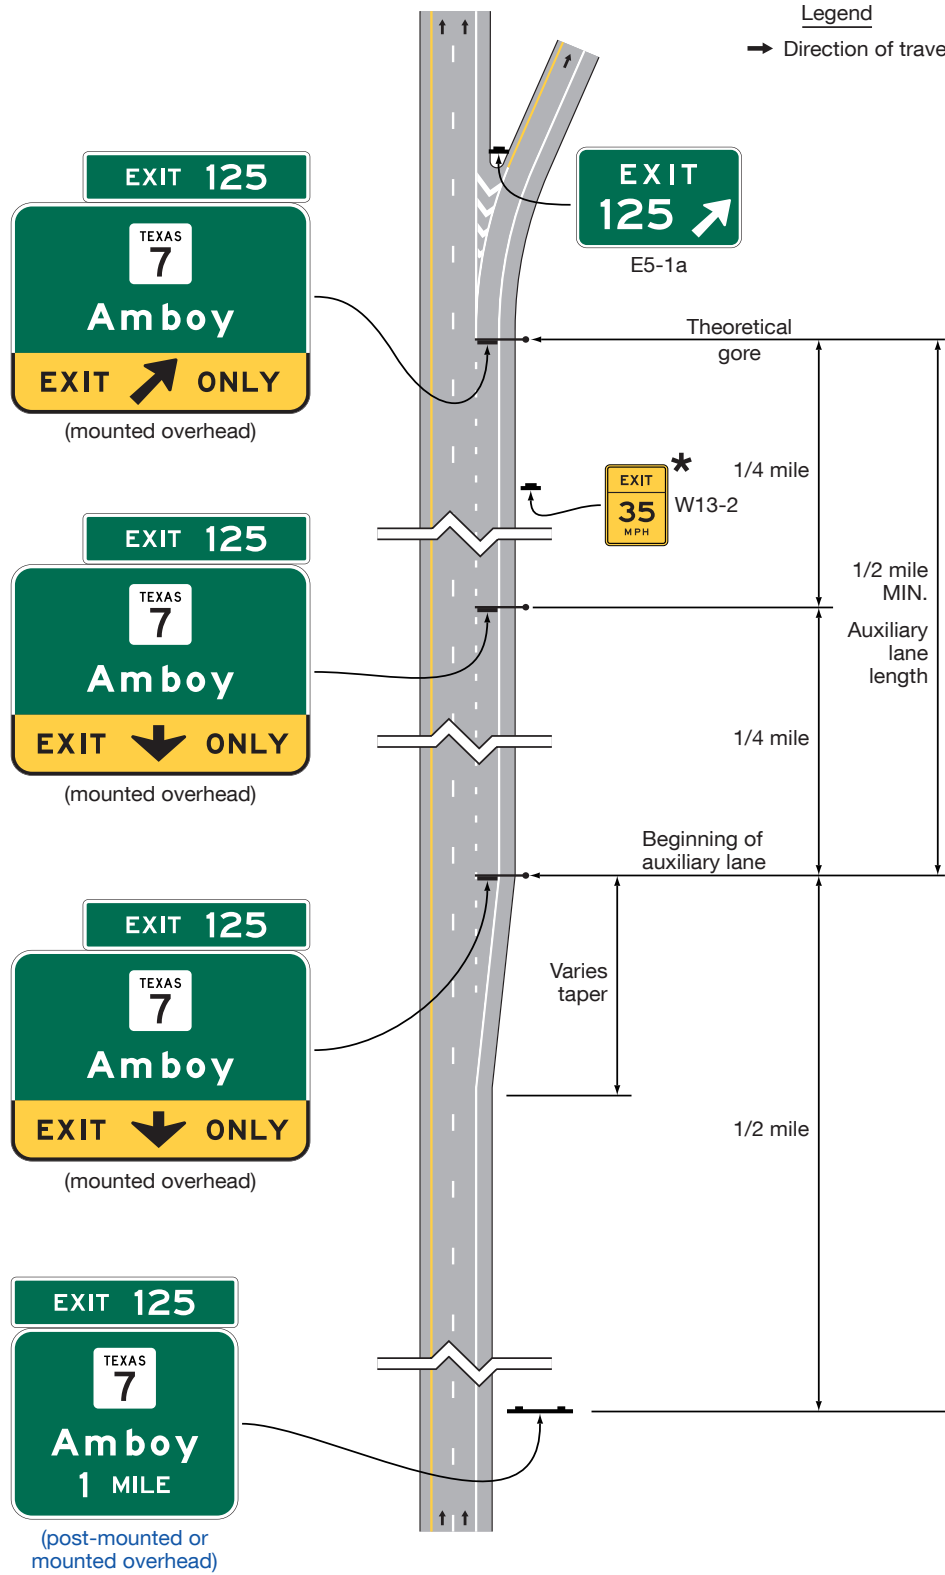 Legend
Direction of trave
EXIT 125
TEXAS
7
Amboy
EXIT ONLY
(mounted overhead)
EXIT
125
E5-1a
Theoretical
gore
1/4 mile
EXIT
35
MPH
*
W13-2
EXIT 125
TEXAS
7
Amboy
EXIT ONLY
(mounted overhead)
1/2 mile
MIN.
Auxiliary
lane
length
1/4 mile
Beginning of
auxiliary lane
EXIT 125
TEXAS
7
Amboy
EXIT ONLY
(mounted overhead)
Varies
taper
1/2 mile
EXIT 125
TEXAS
7
Amboy
1 MILE
(post-mounted or
mounted overhead)